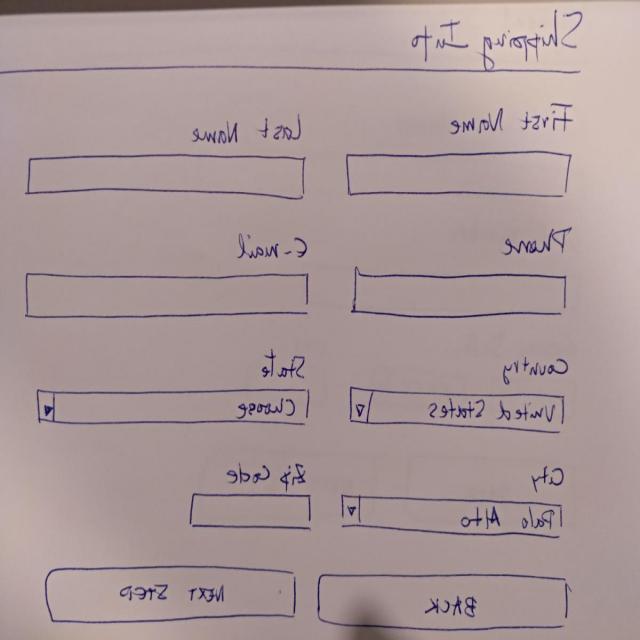 Shipping Info
First Name
Last Name
Phone
E-mail
Country
State
United States
Choose
City
Zip Code
Palo Alto
BACK
NEXT STEP